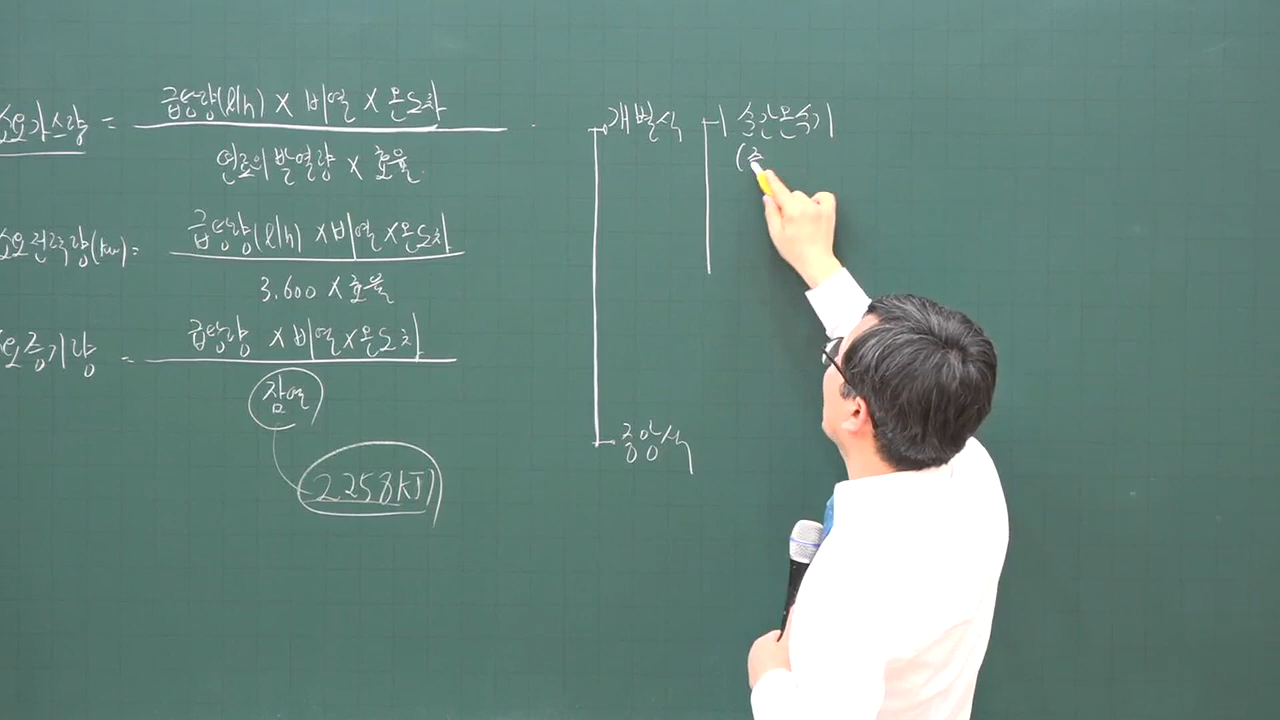 소요가스량 = 급탕량(l/h) × 비열 × 온도차
연료의 발열량 × 효율
소요전력량(kw) = 급탕량(l/h) × 비열 × 온도차
3,600 × 효율
요증기량 = 급탕량 × 비열 × 온도차
잠열
2258kJ
개별식
순간온수기
(즉
중앙식